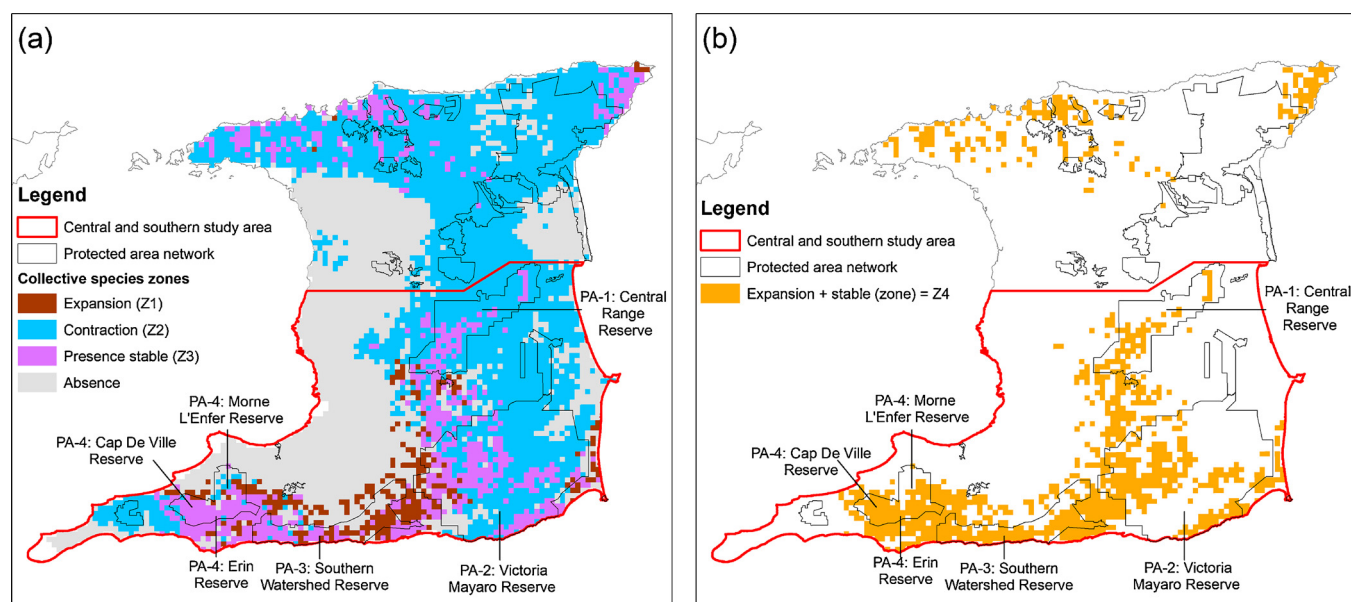 (a)
Legend
Central and southern study area
Protected area network
Collective species zones
Expansion (Z1)
Contraction (Z2)
Presence stable (Z3)
Absence
PA-1: Central
Range
Reserve
PA-4: Morne
L'Enfer Reserve
PA-4: Cap De Ville
Reserve
PA-4: Erin
Reserve
PA-3: Southern
Watershed Reserve
PA-2: Victoria
Mayaro Reserve
(b)
Legend
Central and southern study area
Protected area network
Expansion + stable (zone) = Z4
PA-1: Central
Range
Reserve
PA-4: Morne
L'Enfer Reserve
PA-4: Cap De Ville
Reserve
PA-4: Erin
Reserve
PA-3: Southern
Watershed Reserve
PA-2: Victoria
Mayaro Reserve